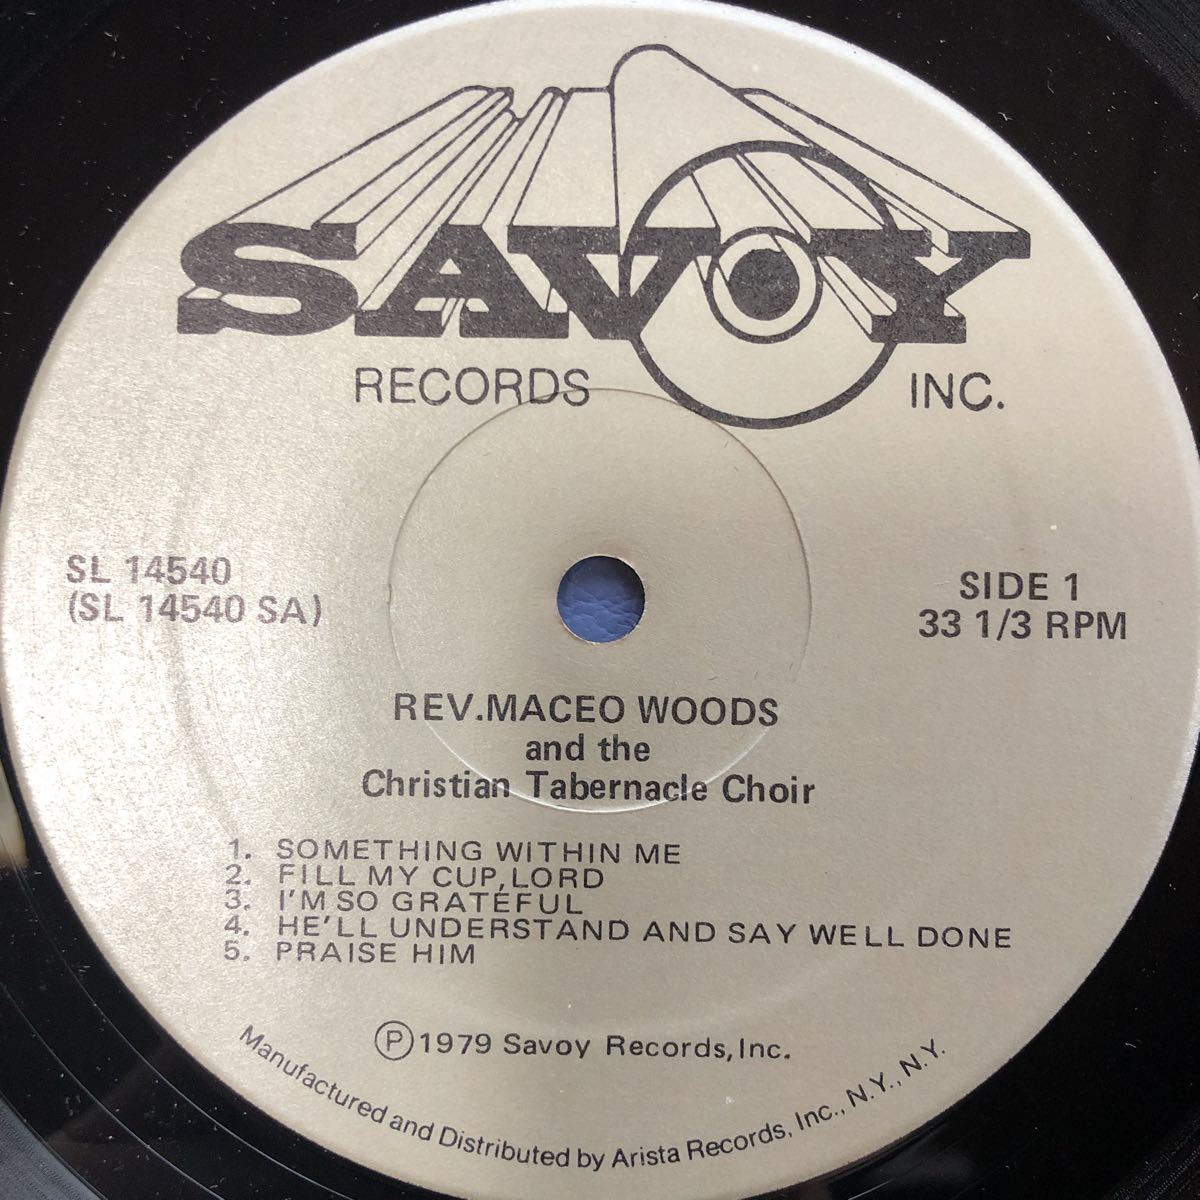 SAVOY
RECORDS INC.
SL 14540
(SL 14540 SA)
SIDE 1
33 1/3 RPM
REV.MACEO WOODS
and the
Christian Tabernacle Choir
1. SOMETHING WITHIN ME
2. FILL MY CUP,LORD
3. I'M SO GRATEFUL
4. HE'LL UNDERSTAND AND SAY WELL DONE
5. PRAISE HIM
Ⓟ1979 Savoy Records,Inc.
Manufactured and Distributed by Arista Records, Inc., N.Y., N.Y.